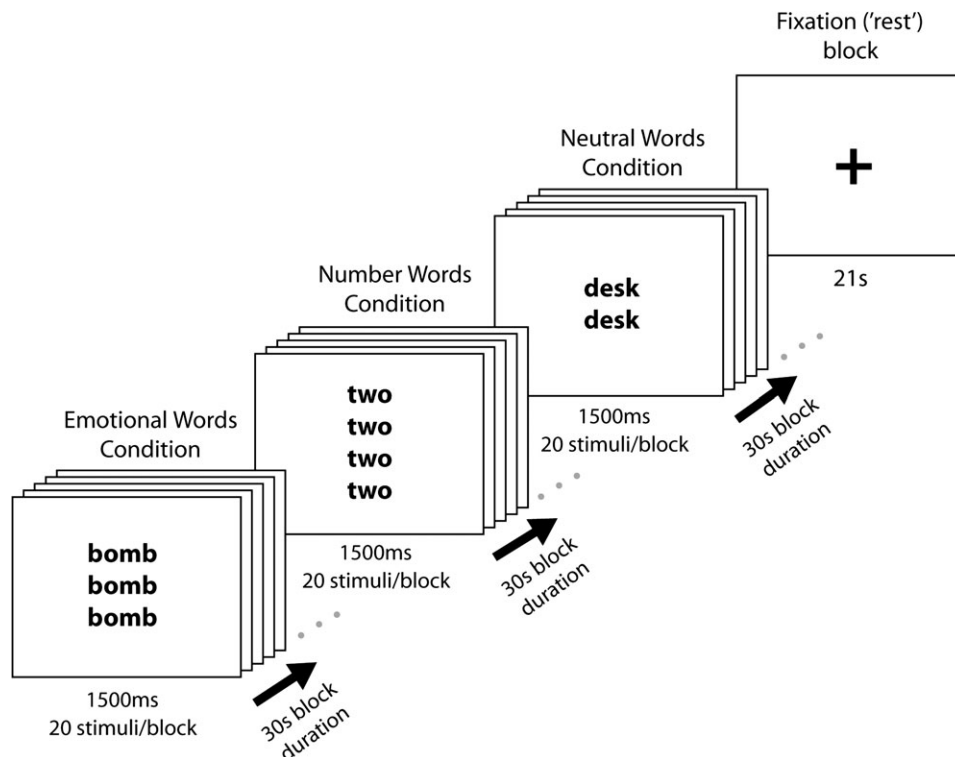 Fixation ('rest')
block
+
21s
Neutral Words
Condition
desk
desk
1500ms
20 stimuli/block
30s block
duration
Number Words
Condition
two
two
two
two
1500ms
20 stimuli/block
30s block
duration
Emotional Words
Condition
bomb
bomb
bomb
1500ms
20 stimuli/block
30s block
duration